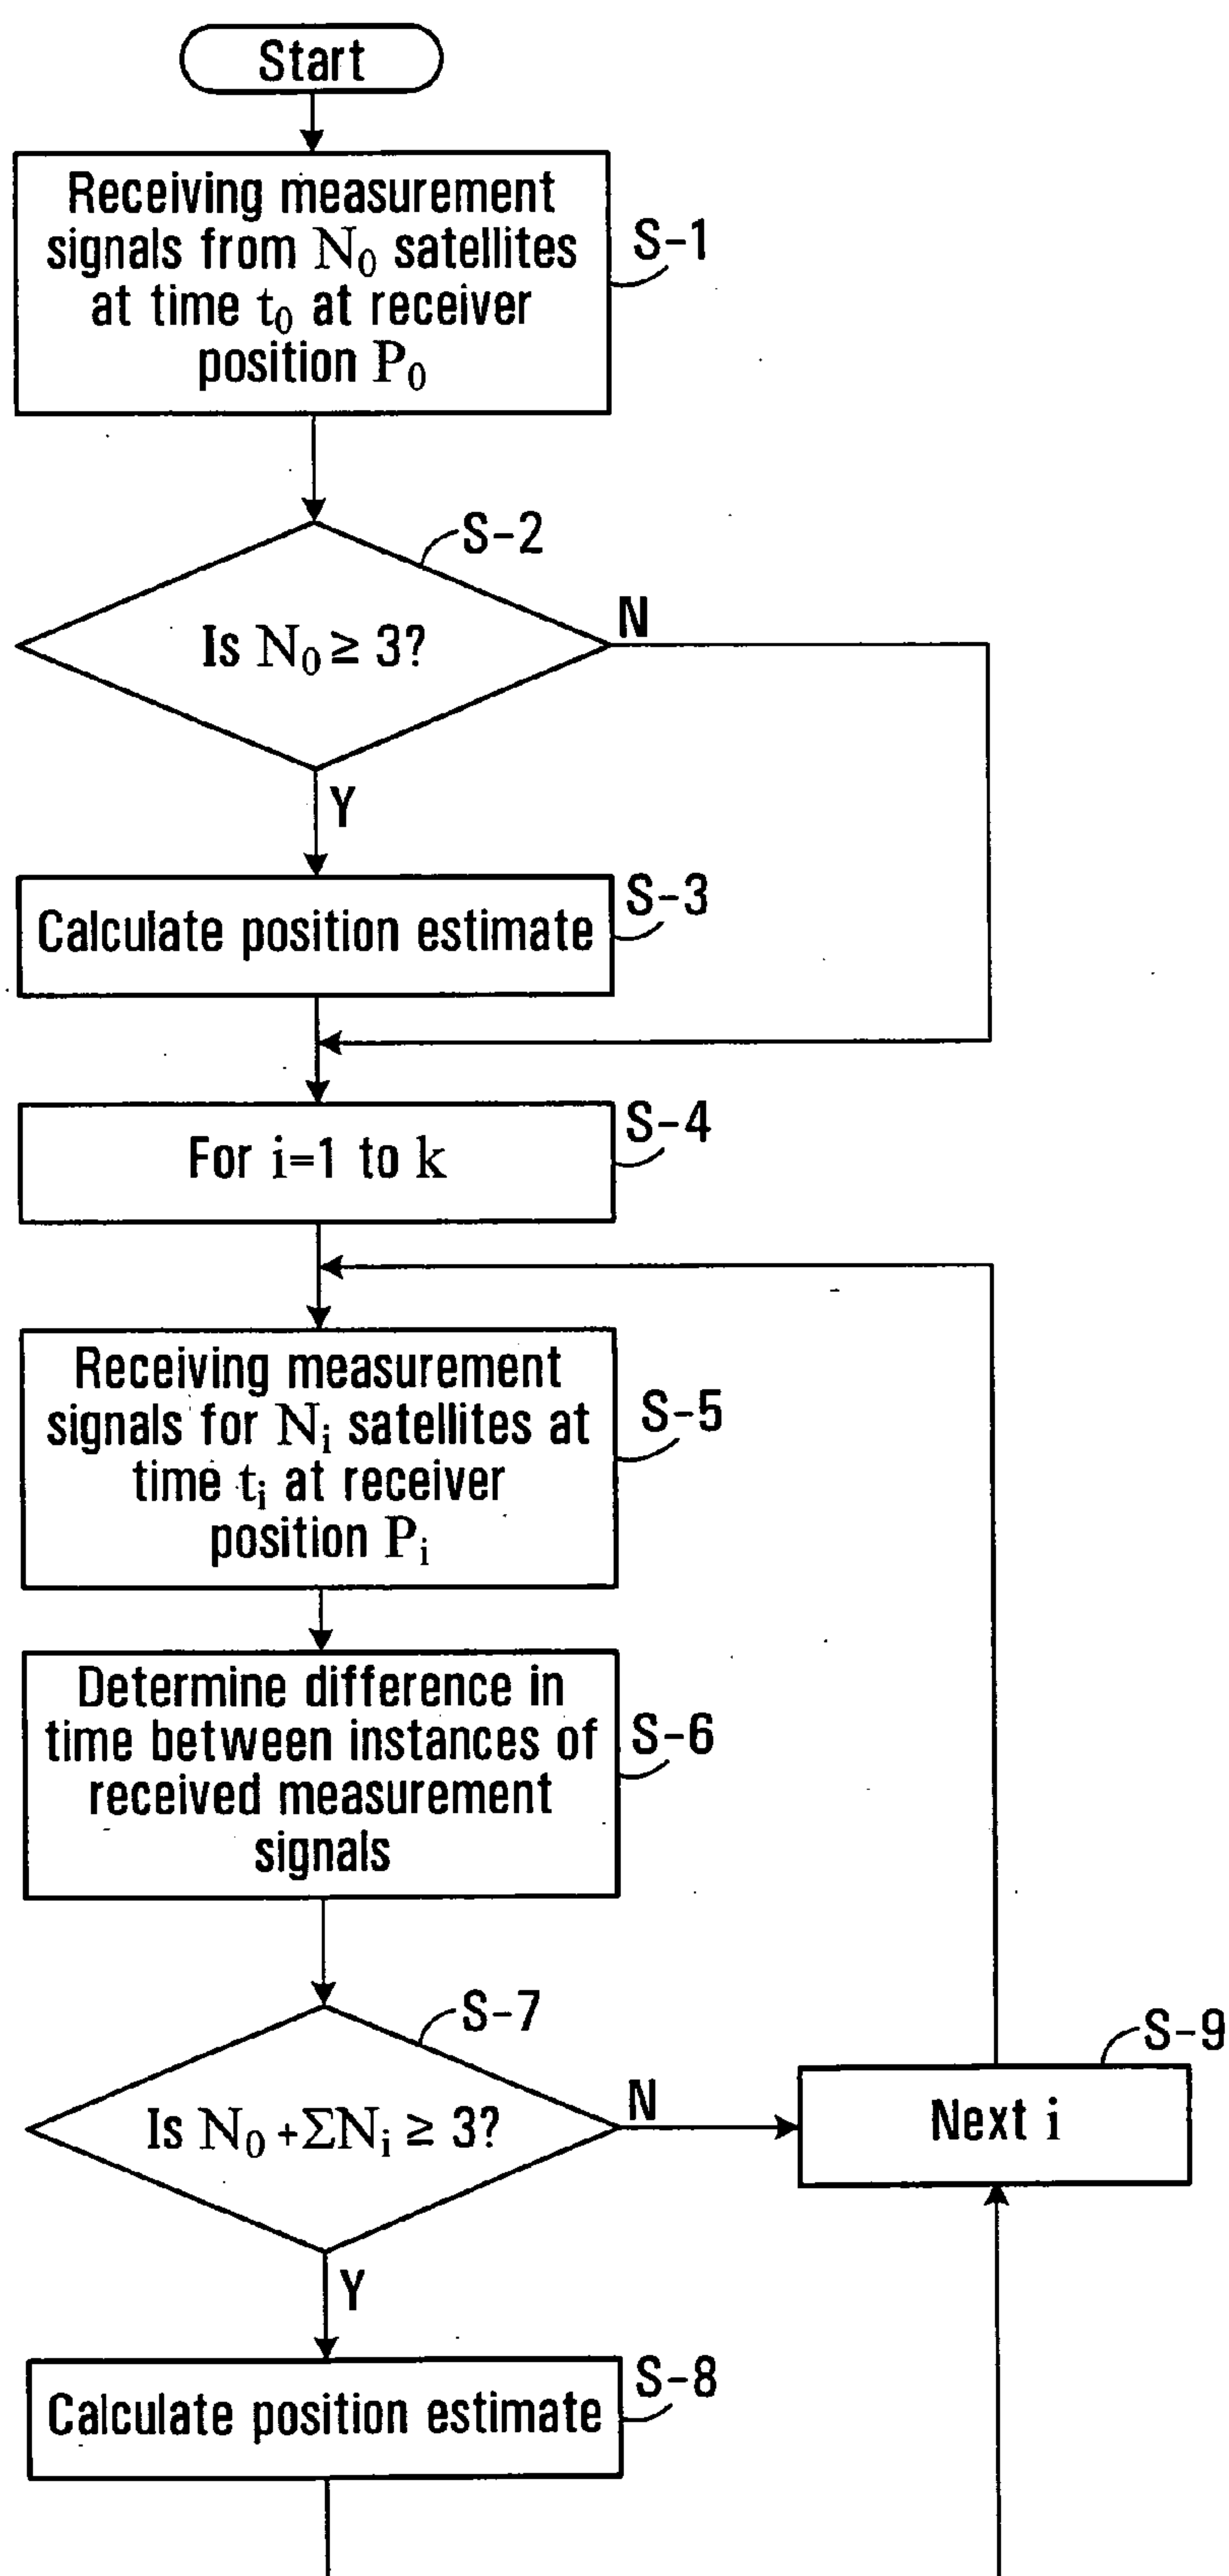 Start
Receiving measurement
signals from N₀ satellites
at time t₀ at receiver
position P₀
S-1
S-2
Is N₀ ≥ 3?
N
Y
Calculate position estimate
S-3
For i=1 to k
S-4
Receiving measurement
signals for Nᵢ satellites at
time tᵢ at receiver
position Pᵢ
S-5
Determine difference in
time between instances of
received measurement
signals
S-6
S-7
Is N₀ +ΣNᵢ ≥ 3?
N
S-9
Next i
Y
Calculate position estimate
S-8